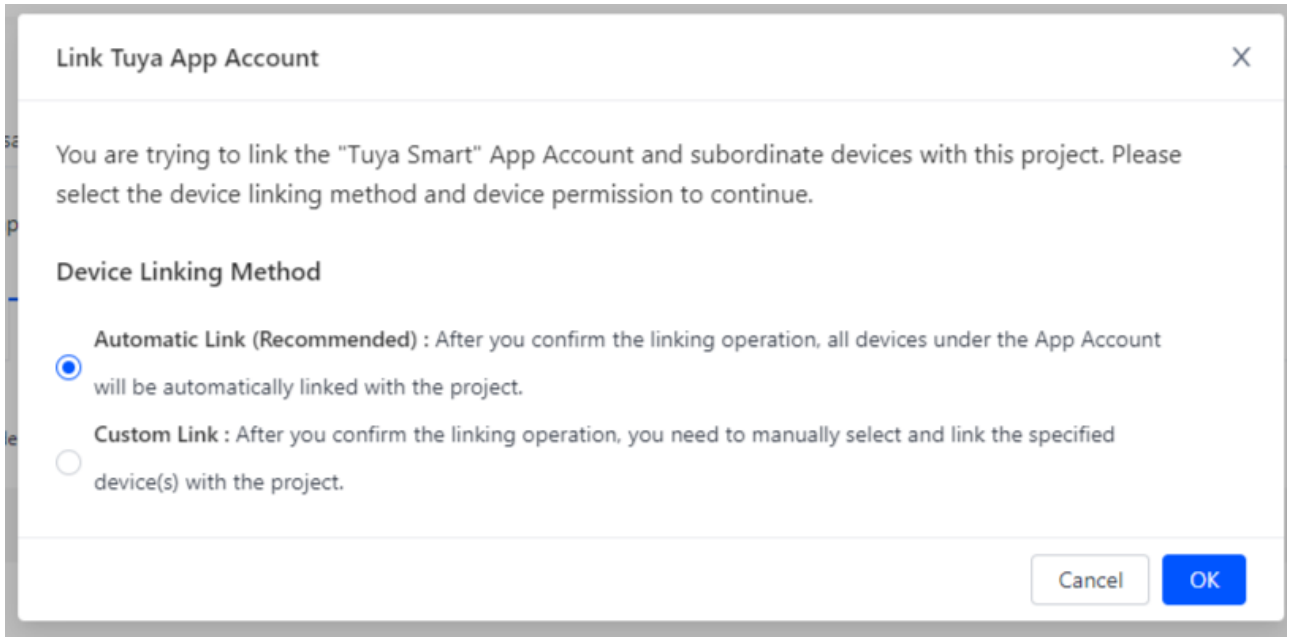 Link Tuya App Account
You are trying to link the "Tuya Smart" App Account and subordinate devices with this project. Please
select the device linking method and device permission to continue.
Device Linking Method
Automatic Link (Recommended) : After you confirm the linking operation, all devices under the App Account
will be automatically linked with the project.
Custom Link : After you confirm the linking operation, you need to manually select and link the specified
device(s) with the project.
Cancel
OK